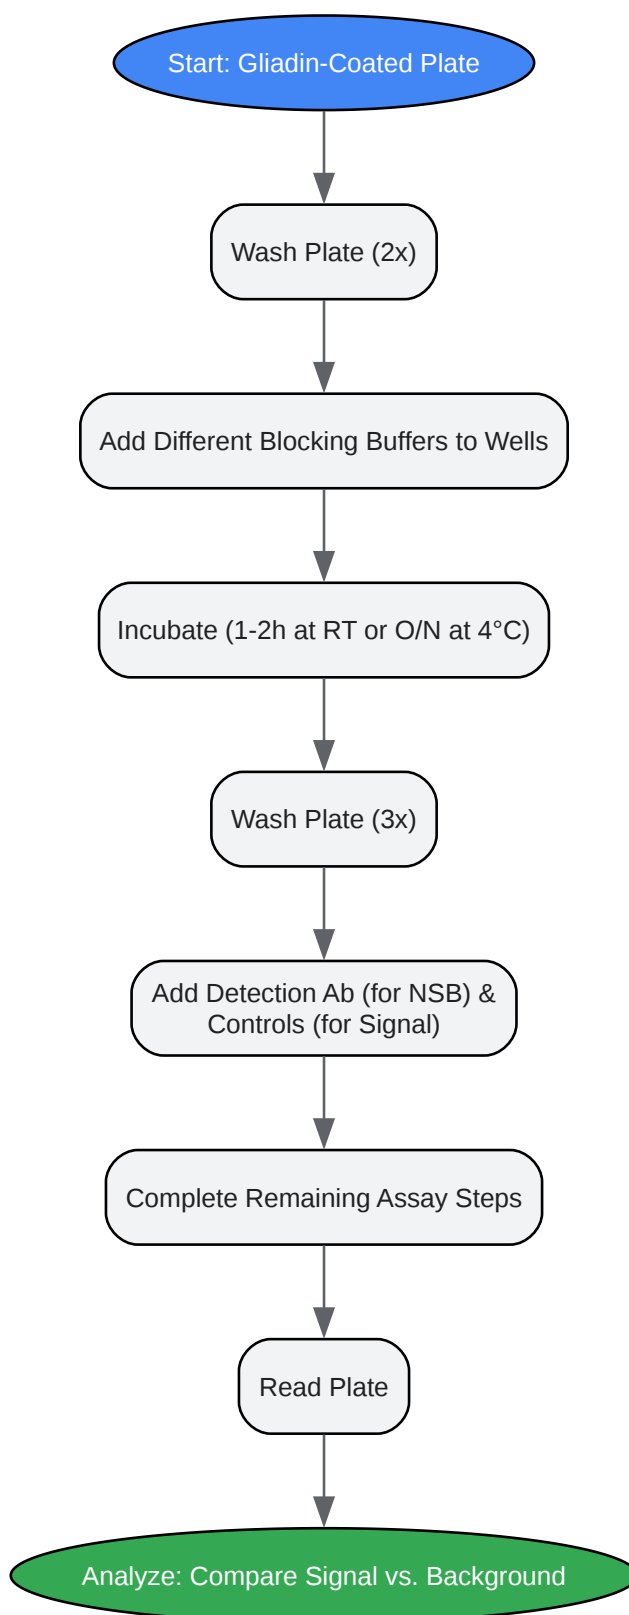 Start: Gliadin-Coated Plate
Wash Plate (2x)
Add Different Blocking Buffers to Wells
Incubate (1-2h at RT or O/N at 4°C)
Wash Plate (3x)
Add Detection Ab (for NSB) &
Controls (for Signal)
Complete Remaining Assay Steps
Read Plate
Analyze: Compare Signal vs. Background